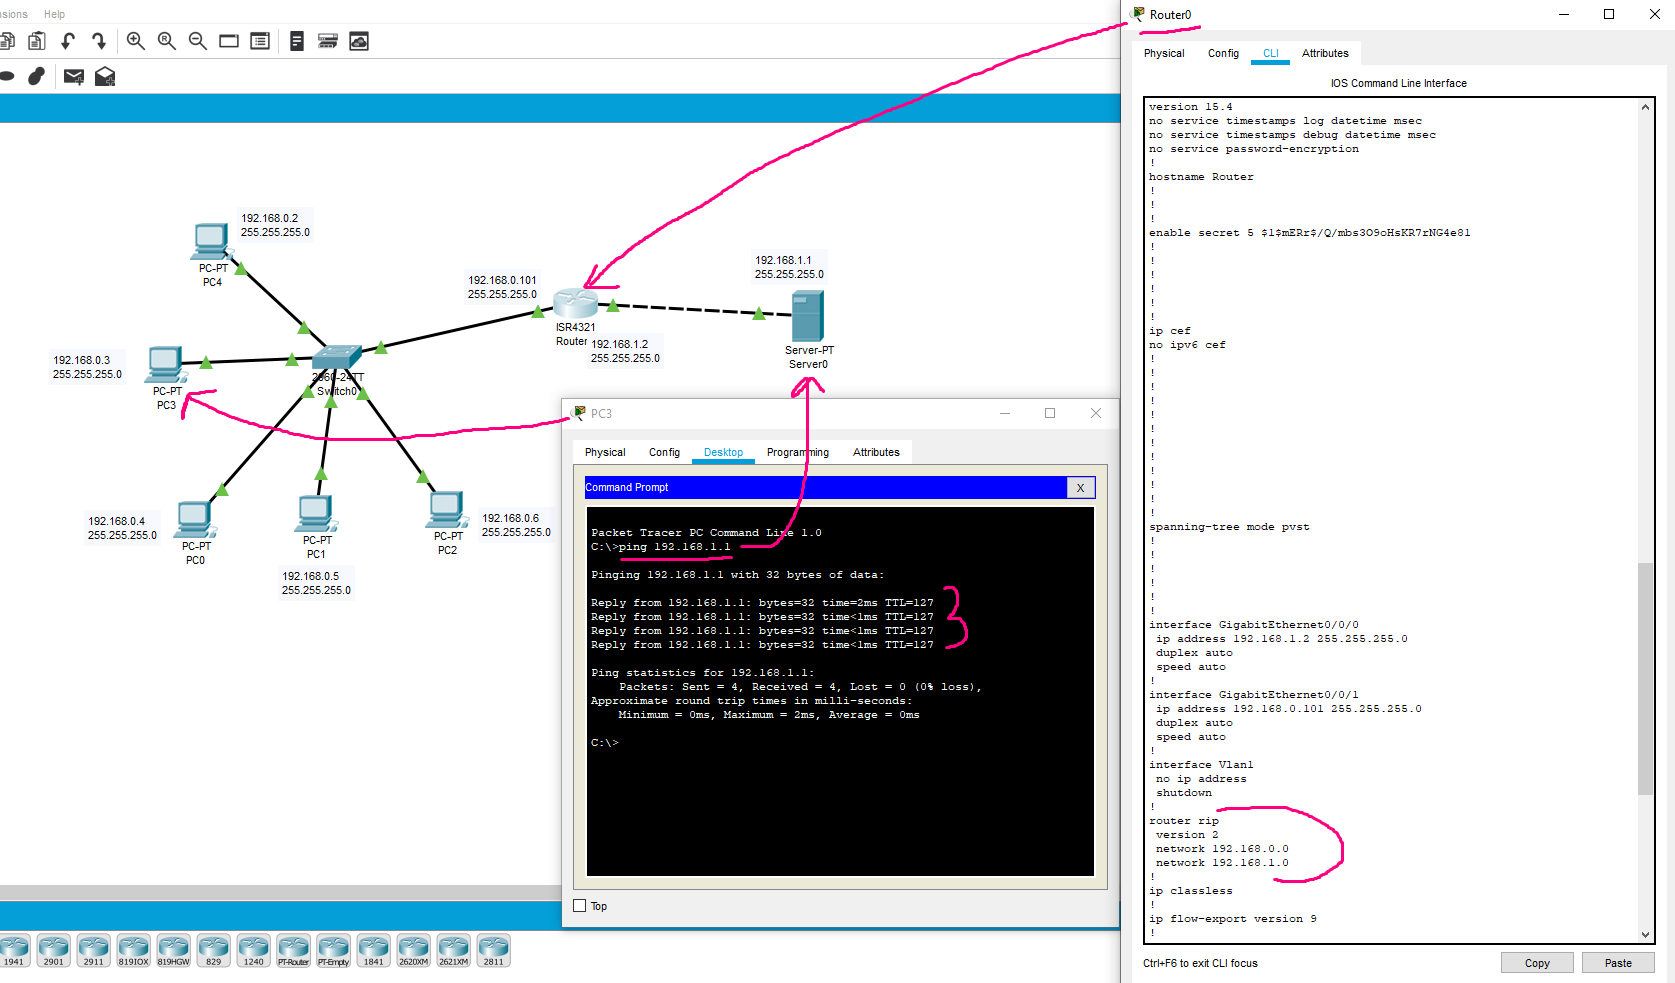 Help
192.168.0.2
255.255.255.0
PC-PT
PC4
192.168.0.101
255.255.255.0
ISR4321
Router
192.168.1.2
255.255.255.0
192.168.1.1
255.255.255.0
Server-PT
Server0
192.168.0.3
255.255.255.0
PC-PT
PC3
2960-24TT
Switch0
192.168.0.4
255.255.255.0
PC-PT
PC0
PC-PT
PC1
192.168.0.5
255.255.255.0
PC-PT
PC2
192.168.0.6
255.255.255.0
PC3
Physical Config Desktop Programming Attributes
Command Prompt X
Packet Tracer PC Command Line 1.0
C:\>ping 192.168.1.1
Pinging 192.168.1.1 with 32 bytes of data:
Reply from 192.168.1.1: bytes=32 time=2ms TTL=127
Reply from 192.168.1.1: bytes=32 time<1ms TTL=127
Reply from 192.168.1.1: bytes=32 time<1ms TTL=127
Reply from 192.168.1.1: bytes=32 time<1ms TTL=127
Ping statistics for 192.168.1.1:
Packets: Sent = 4, Received = 4, Lost = 0 (0% loss),
Approximate round trip times in milli-seconds:
Minimum = 0ms, Maximum = 2ms, Average = 0ms
C:\>
Top
1941 2901 2911 819IOX 819HGW 829 1240 PT-Router PT-Empty 1841 2620XM 2621XM 2811
Router0
Physical Config CLI Attributes
IOS Command Line Interface
version 15.4
no service timestamps log datetime msec
no service timestamps debug datetime msec
no service password-encryption
!
hostname Router
!
!
!
enable secret 5 $1$mERr$/Q/mbs3O9oHsKR7rNG4e81
!
!
!
!
!
!
ip cef
no ipv6 cef
!
!
!
!
!
!
!
!
!
!
!
!
spanning-tree mode pvst
!
!
!
!
!
!
interface GigabitEthernet0/0/0
ip address 192.168.1.2 255.255.255.0
duplex auto
speed auto
!
interface GigabitEthernet0/0/1
ip address 192.168.0.101 255.255.255.0
duplex auto
speed auto
!
interface Vlan1
no ip address
shutdown
!
router rip
version 2
network 192.168.0.0
network 192.168.1.0
!
ip classless
!
ip flow-export version 9
!
Ctrl+F6 to exit CLI focus
Copy Paste